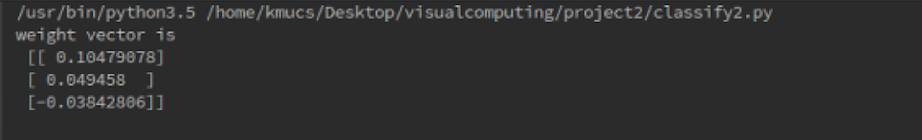 /usr/bin/python3.5 /home/kmucs/Desktop/visualcomputing/project2/classify2.py
weight vector is
 [[ 0.10479078]
 [ 0.049458  ]
 [-0.03842806]]